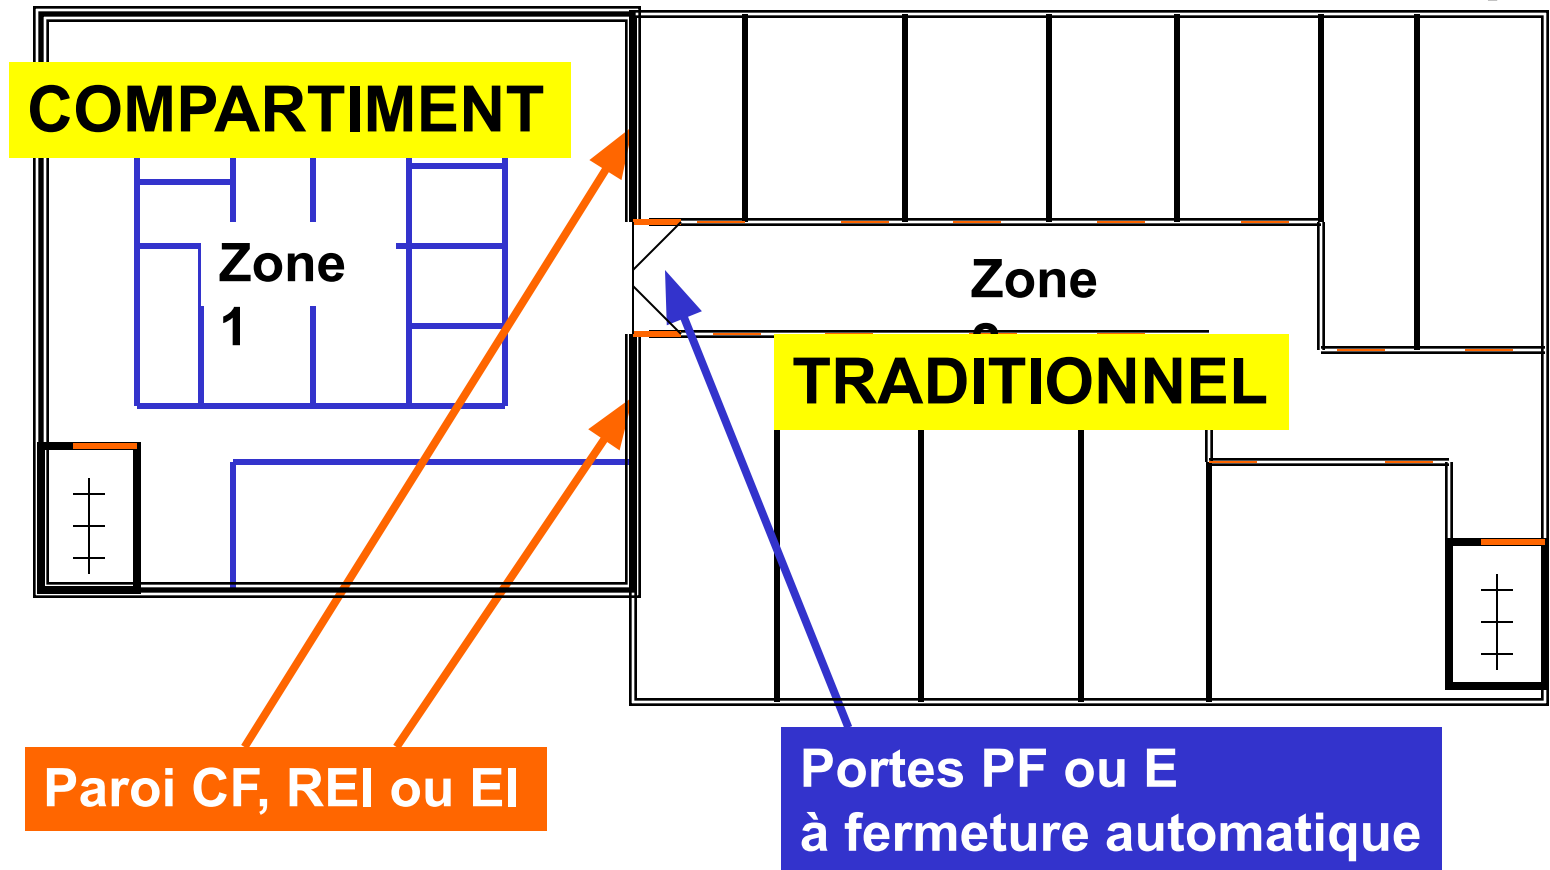 COMPARTIMENT
Zone
1
Zone
TRADITIONNEL
Paroi CF, REI ou EI
Portes PF ou E
à fermeture automatique